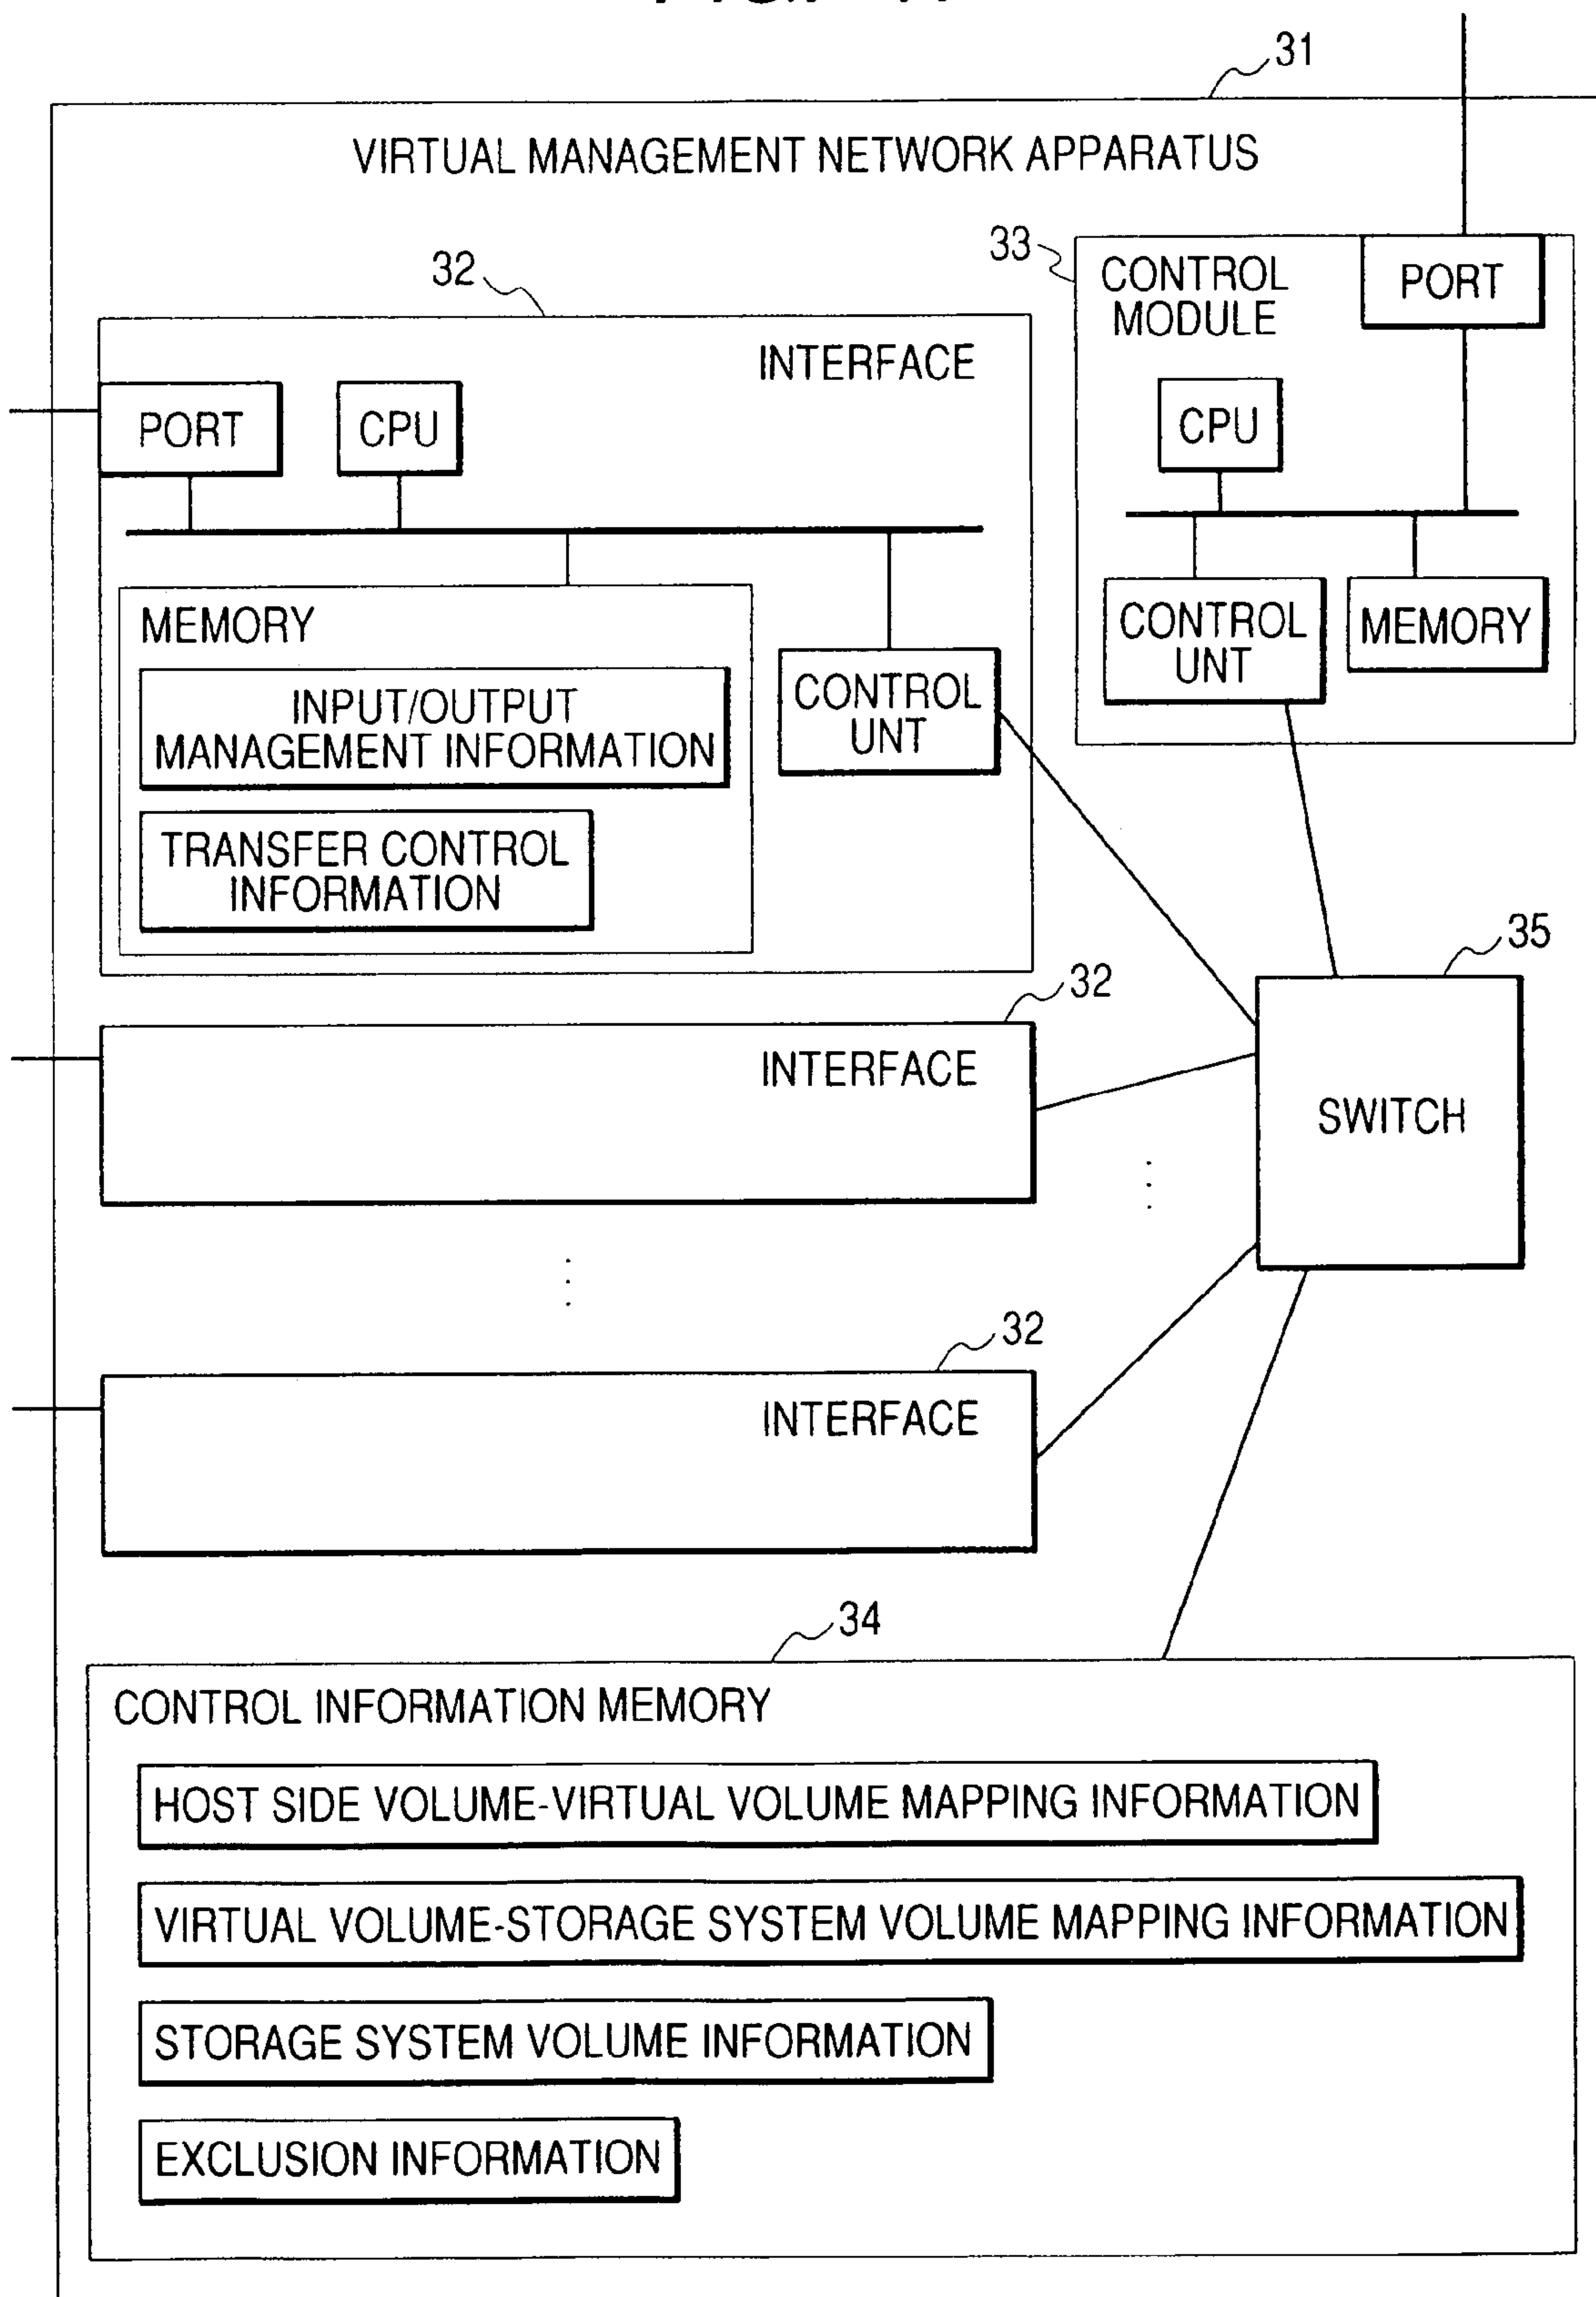 31
VIRTUAL MANAGEMENT NETWORK APPARATUS
33
CONTROL
MODULE
PORT
32
INTERFACE
PORT
CPU
CPU
MEMORY
CONTROL
UNT
MEMORY
INPUT/OUTPUT
MANAGEMENT INFORMATION
CONTROL
UNT
TRANSFER CONTROL
INFORMATION
35
32
INTERFACE
SWITCH
32
INTERFACE
34
CONTROL INFORMATION MEMORY
HOST SIDE VOLUME-VIRTUAL VOLUME MAPPING INFORMATION
VIRTUAL VOLUME-STORAGE SYSTEM VOLUME MAPPING INFORMATION
STORAGE SYSTEM VOLUME INFORMATION
EXCLUSION INFORMATION